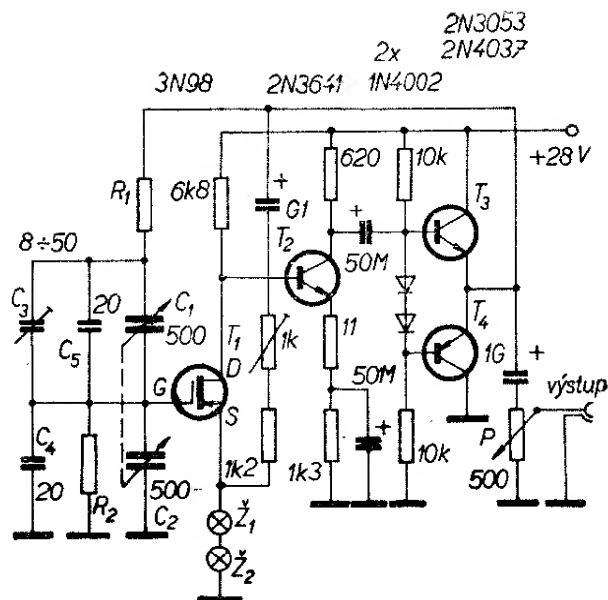 2N3053
2x 2N4037
3N98 2N3641 1N4002
+28V
620 10k
R1 6k8 + G1 T2 + T3
50M
8÷50
C3 20 C1 500 C5
T1 1k 11 T4 1G
D G S
50M + + výstup
C4 20 R2 500 C2
1k2 1k3 10k P 500
Ž1
Ž2